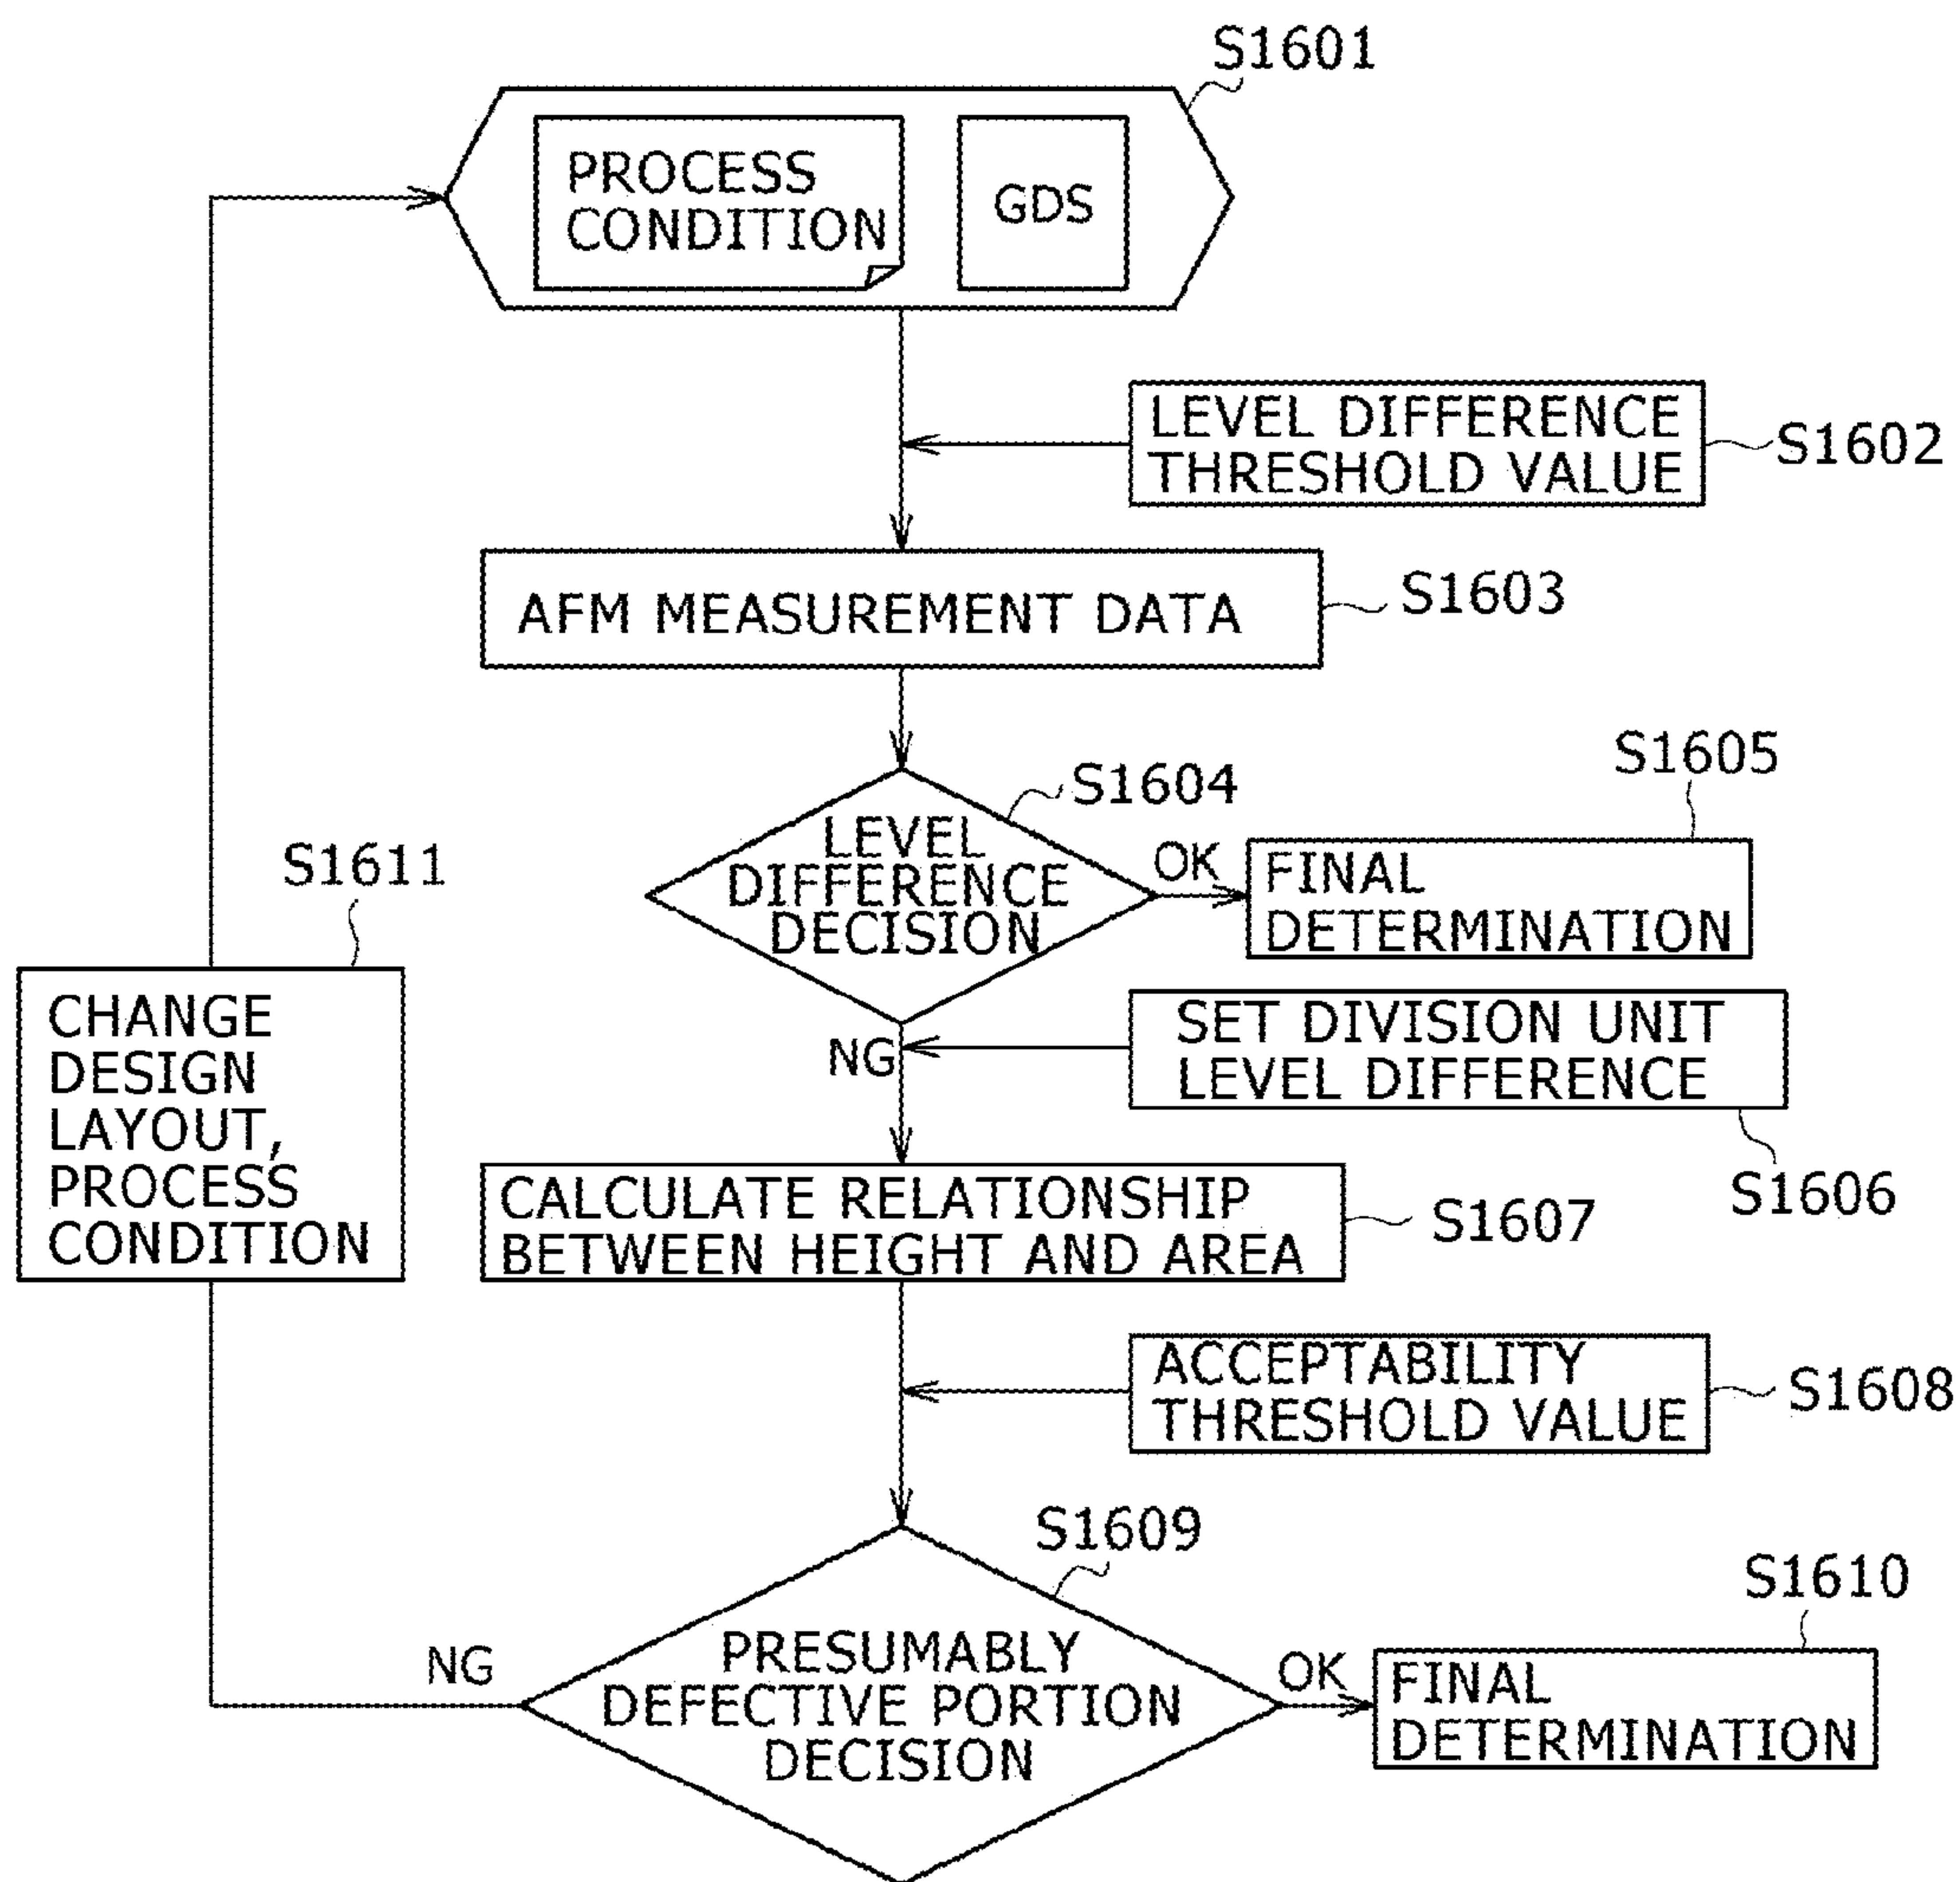 S1601
PROCESS
CONDITION
GDS
LEVEL DIFFERENCE
THRESHOLD VALUE
S1602
AFM MEASUREMENT DATA
S1603
S1604
LEVEL
DIFFERENCE
DECISION
OK
S1605
FINAL
DETERMINATION
NG
SET DIVISION UNIT
LEVEL DIFFERENCE
S1606
S1611
CHANGE
DESIGN
LAYOUT,
PROCESS
CONDITION
CALCULATE RELATIONSHIP
BETWEEN HEIGHT AND AREA
S1607
ACCEPTABILITY
THRESHOLD VALUE
S1608
S1609
PRESUMABLY
DEFECTIVE PORTION
DECISION
NG
OK
S1610
FINAL
DETERMINATION